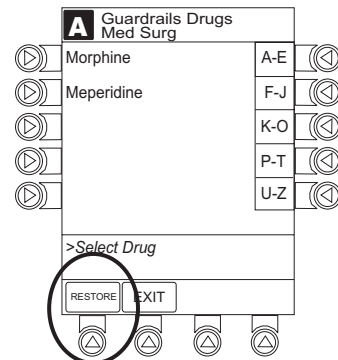 A Guardrails Drugs
Med Surg
Morphine A-E
Meperidine F-J
K-O
P-T
U-Z
>Select Drug
RESTORE EXIT